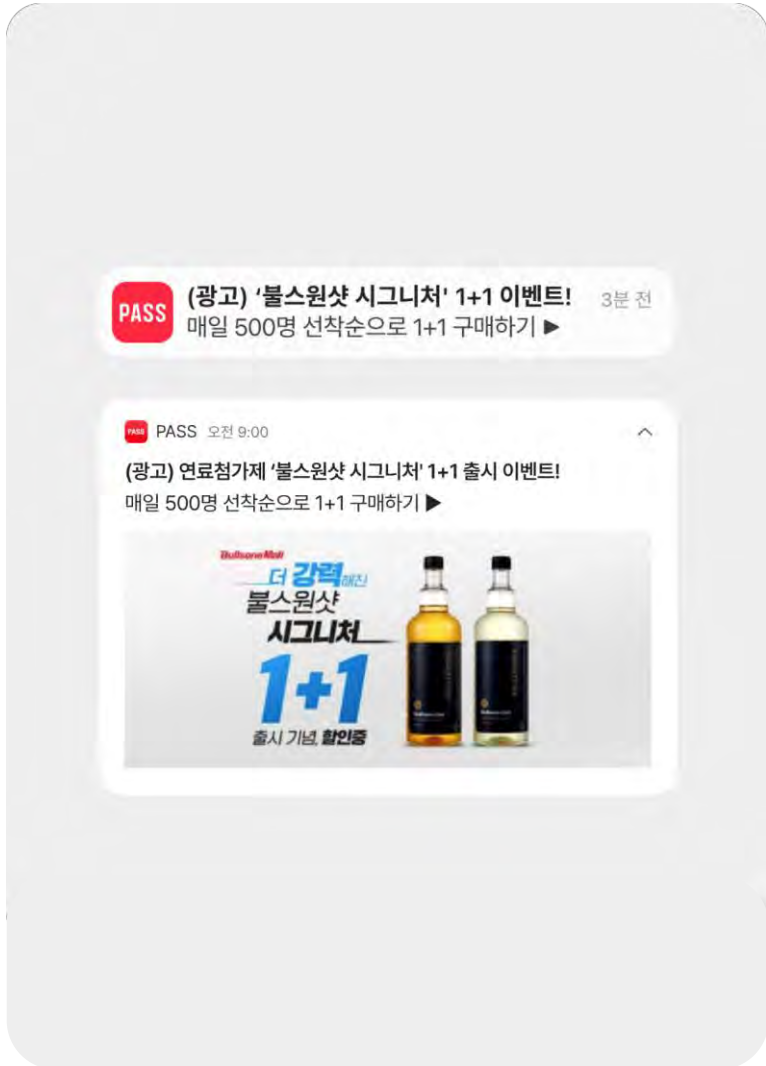 PASS
(광고) ‘불스원샷 시그니처' 1+1 이벤트!
3분 전
매일 500명 선착순으로 1+1 구매하기 ▶
PASS
PASS 오전 9:00
(광고) 연료첨가제 ‘불스원샷 시그니처' 1+1 출시 이벤트!
매일 500명 선착순으로 1+1 구매하기 ▶
BullsoneMall
더 강력해진
불스원샷
시그니처
1+1
출시 기념, 할인중